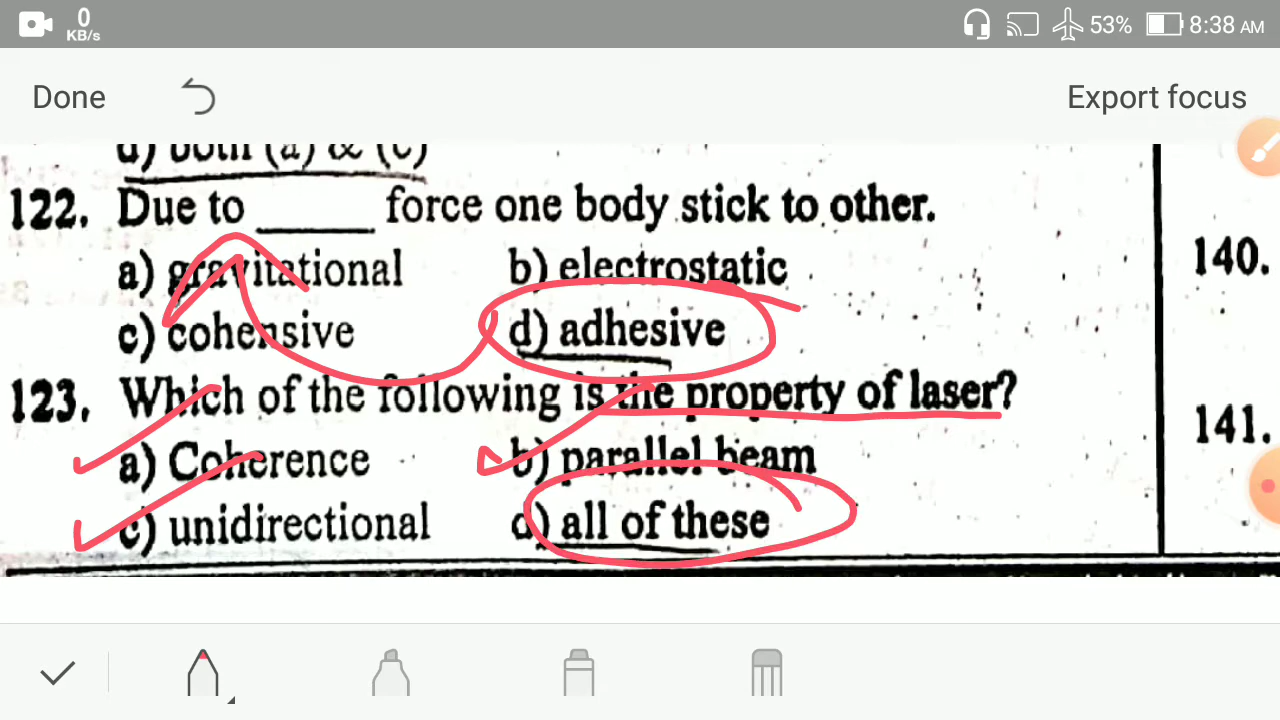 0
KB/s
53%
8:38 AM
Done
Export focus
d) both (a) & (c)
122. Due to ______ force one body stick to other.
a) gravitational b) electrostatic
c) cohensive d) adhesive
123. Which of the following is the property of laser?
a) Coherence b) parallel beam
c) unidirectional d) all of these
140.
141.